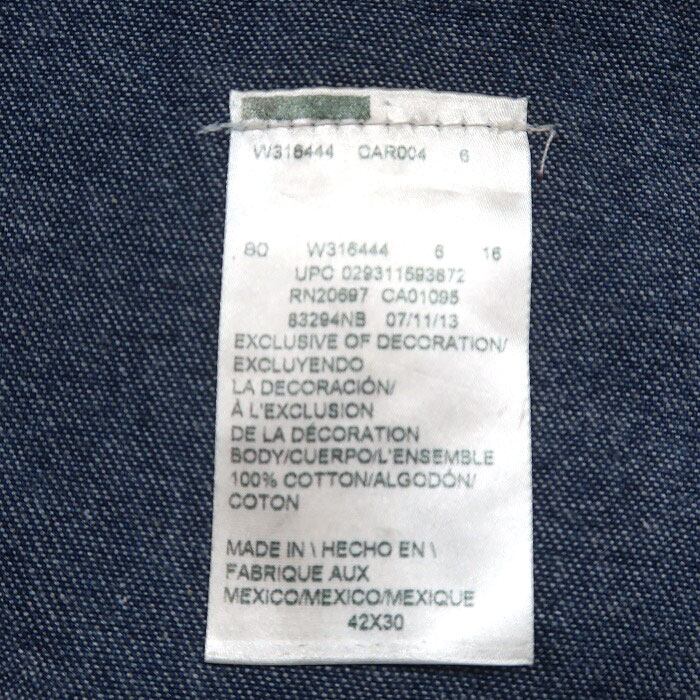 W316444 CAR004 6
80 W316444 6 16
UPC 029311593872
RN20697 CA01095
83294NB 07/11/13
EXCLUSIVE OF DECORATION/
EXCLUYENDO
LA DECORACIÓN/
À L'EXCLUSION
DE LA DÉCORATION
BODY/CUERPO/L'ENSEMBLE
100% COTTON/ALGODÓN/
COTON
MADE IN \ HECHO EN \
FABRIQUE AUX
MEXICO/MEXICO/MEXIQUE
42X30